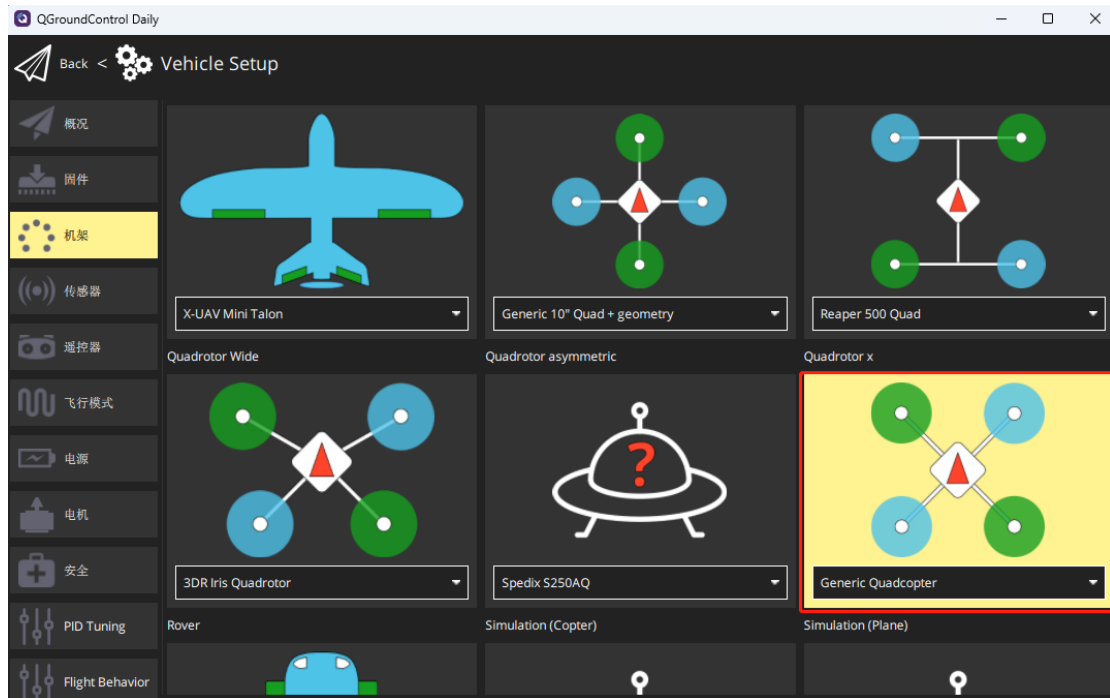 QGroundControl Daily
Back < Vehicle Setup
概况
固件
机架
传感器
遥控器
飞行模式
电源
电机
安全
PID Tuning
Flight Behavior
X-UAV Mini Talon
Generic 10" Quad + geometry
Reaper 500 Quad
Quadrotor Wide
Quadrotor asymmetric
Quadrotor x
?
3DR Iris Quadrotor
Spedix S250AQ
Generic Quadcopter
Rover
Simulation (Copter)
Simulation (Plane)